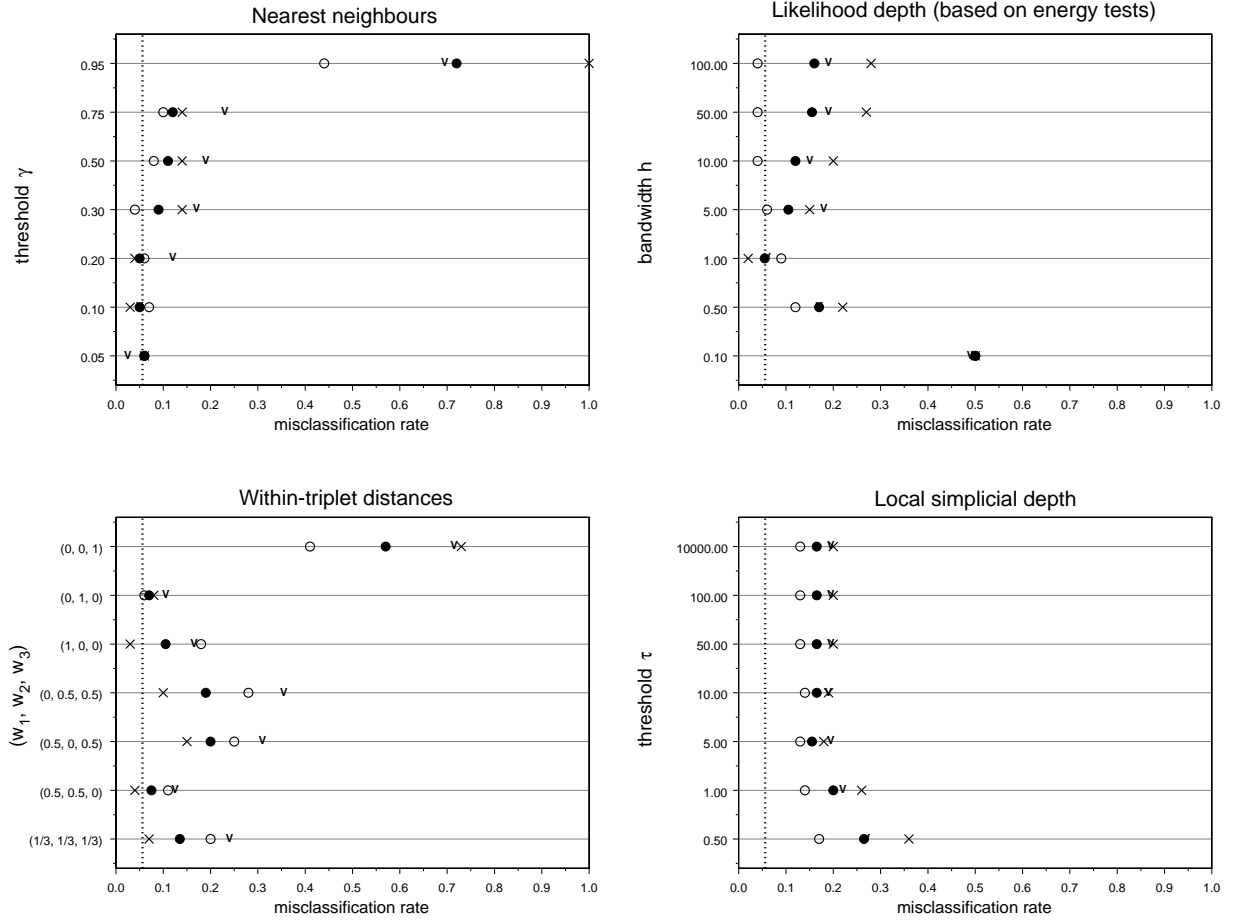 Nearest neighbours
threshold γ
0.95
0.75
0.50
0.30
0.20
0.10
0.05
v
v
v
v
v
v
0.0 0.1 0.2 0.3 0.4 0.5 0.6 0.7 0.8 0.9 1.0
misclassification rate
Likelihood depth (based on energy tests)
bandwidth h
100.00
50.00
10.00
5.00
1.00
0.50
0.10
v
v
v
v
v
0.0 0.1 0.2 0.3 0.4 0.5 0.6 0.7 0.8 0.9 1.0
misclassification rate
Within-triplet distances
(w1, w2, w3)
(0, 0, 1)
(0, 1, 0)
(1, 0, 0)
(0, 0.5, 0.5)
(0.5, 0, 0.5)
(0.5, 0.5, 0)
(1/3, 1/3, 1/3)
v
v
v
v
v
v
v
0.0 0.1 0.2 0.3 0.4 0.5 0.6 0.7 0.8 0.9 1.0
misclassification rate
Local simplicial depth
threshold τ
10000.00
100.00
50.00
10.00
5.00
1.00
0.50
v
v
v
v
v
v
v
0.0 0.1 0.2 0.3 0.4 0.5 0.6 0.7 0.8 0.9 1.0
misclassification rate